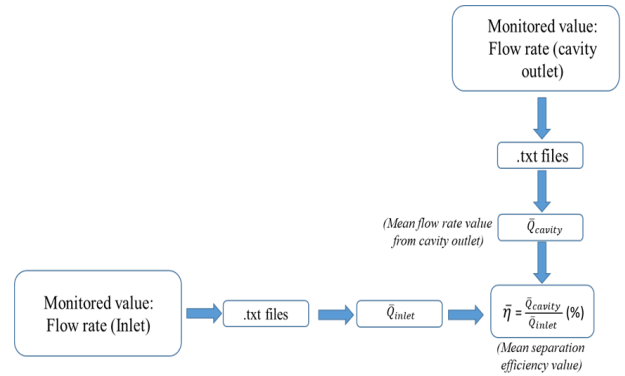 Monitored value:
Flow rate (cavity
outlet)
.txt files
(Mean flow rate value
from cavity outlet)
Q̄cavity
Monitored value:
Flow rate (Inlet)
.txt files
Q̄inlet
η̄ = Q̄cavity / Q̄inlet (%)
(Mean separation
efficiency value)